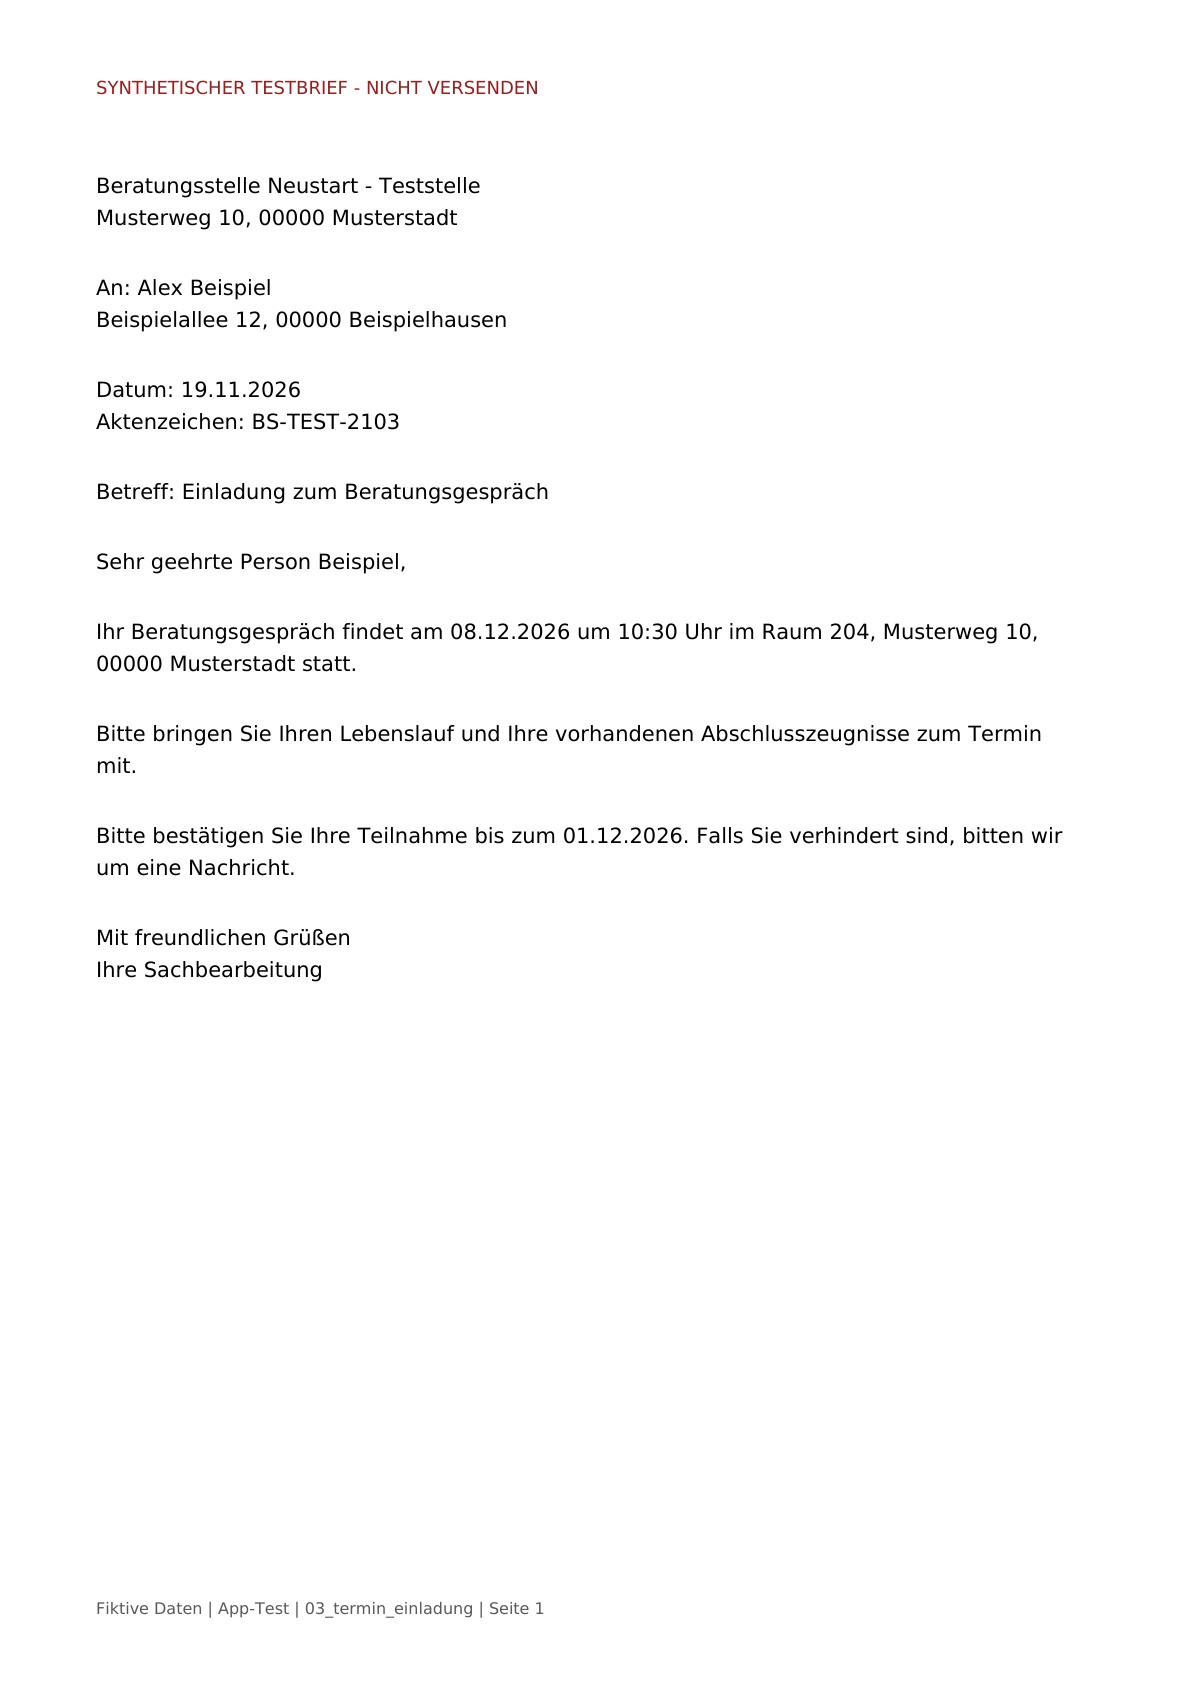 SYNTHETISCHER TESTBRIEF - NICHT VERSENDEN
Beratungsstelle Neustart - Teststelle
Musterweg 10, 00000 Musterstadt
An: Alex Beispiel
Beispielallee 12, 00000 Beispielhausen
Datum: 19.11.2026
Aktenzeichen: BS-TEST-2103
Betreff: Einladung zum Beratungsgespräch
Sehr geehrte Person Beispiel,
Ihr Beratungsgespräch findet am 08.12.2026 um 10:30 Uhr im Raum 204, Musterweg 10,
00000 Musterstadt statt.
Bitte bringen Sie Ihren Lebenslauf und Ihre vorhandenen Abschlusszeugnisse zum Termin
mit.
Bitte bestätigen Sie Ihre Teilnahme bis zum 01.12.2026. Falls Sie verhindert sind, bitten wir
um eine Nachricht.
Mit freundlichen Grüßen
Ihre Sachbearbeitung
Fiktive Daten | App-Test | 03_termin_einladung | Seite 1